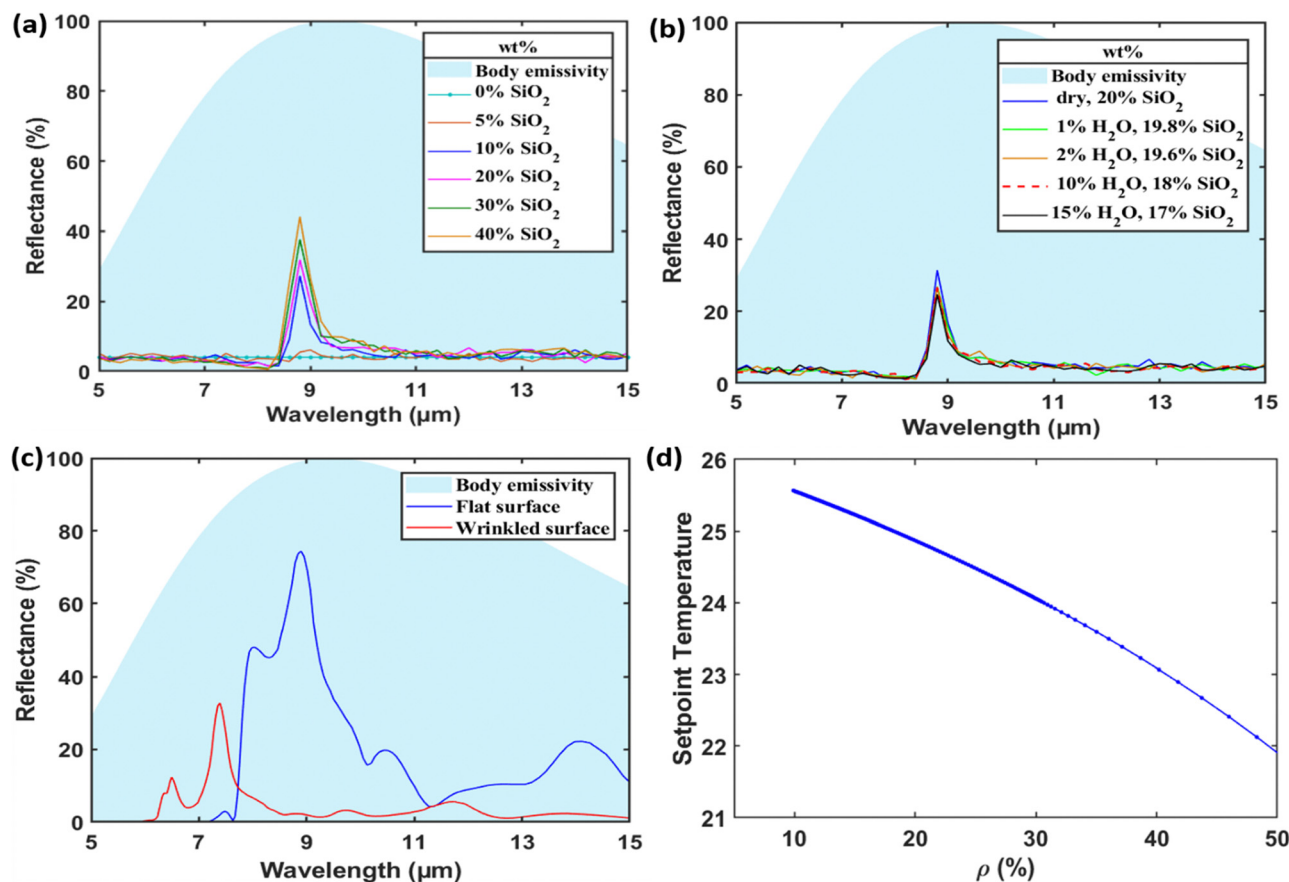 (a)
100
80
60
40
20
0
Reflectance (%)
wt%
Body emissivity
0% SiO2
5% SiO2
10% SiO2
20% SiO2
30% SiO2
40% SiO2
5 7 9 11 13 15
Wavelength (μm)
(b)
100
80
60
40
20
0
Reflectance (%)
wt%
Body emissivity
dry, 20% SiO2
1% H2O, 19.8% SiO2
2% H2O, 19.6% SiO2
10% H2O, 18% SiO2
15% H2O, 17% SiO2
5 7 9 11 13 15
Wavelength (μm)
(c)
100
80
60
40
20
0
Reflectance (%)
Body emissivity
Flat surface
Wrinkled surface
5 7 9 11 13 15
Wavelength (μm)
(d)
26
25
24
23
22
21
Setpoint Temperature
10 20 30 40 50
ρ (%)